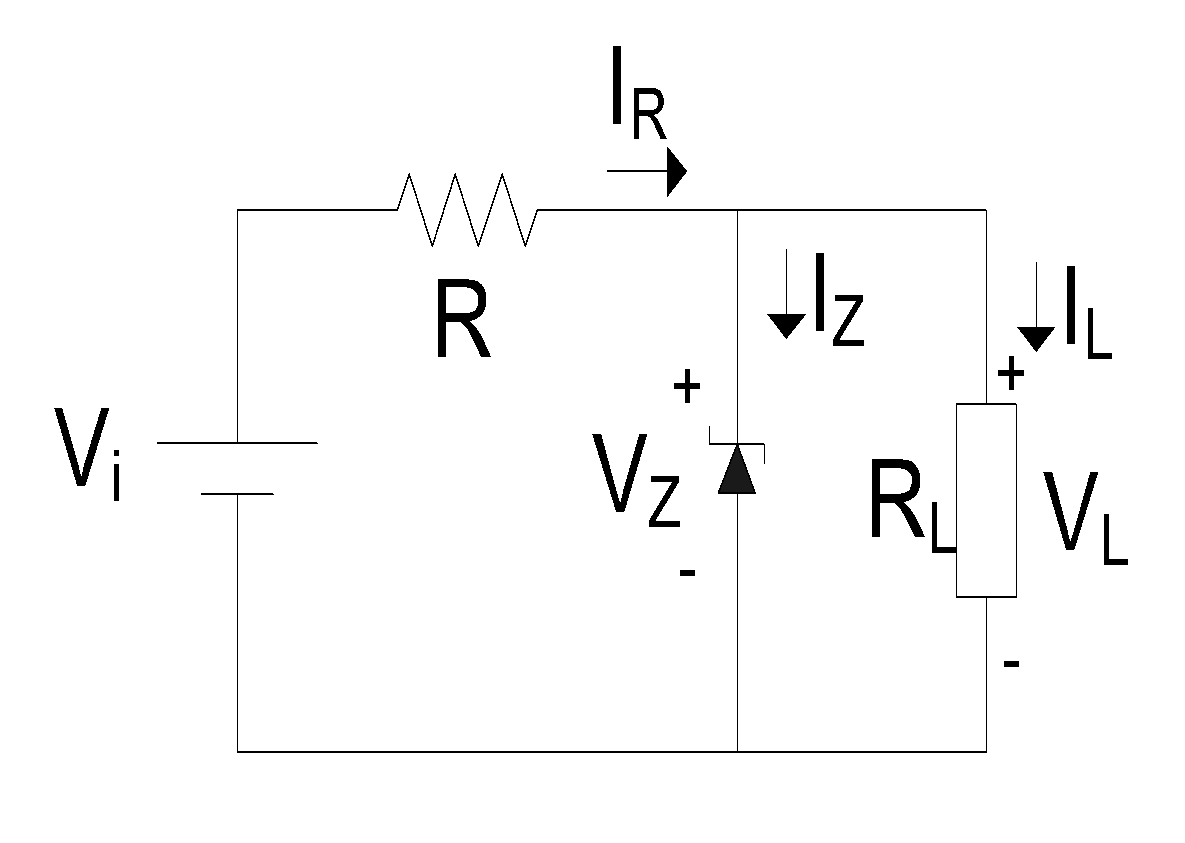 I_R
R
I_Z
I_L
+
+
V_i
V_Z
R_L
V_L
-
-